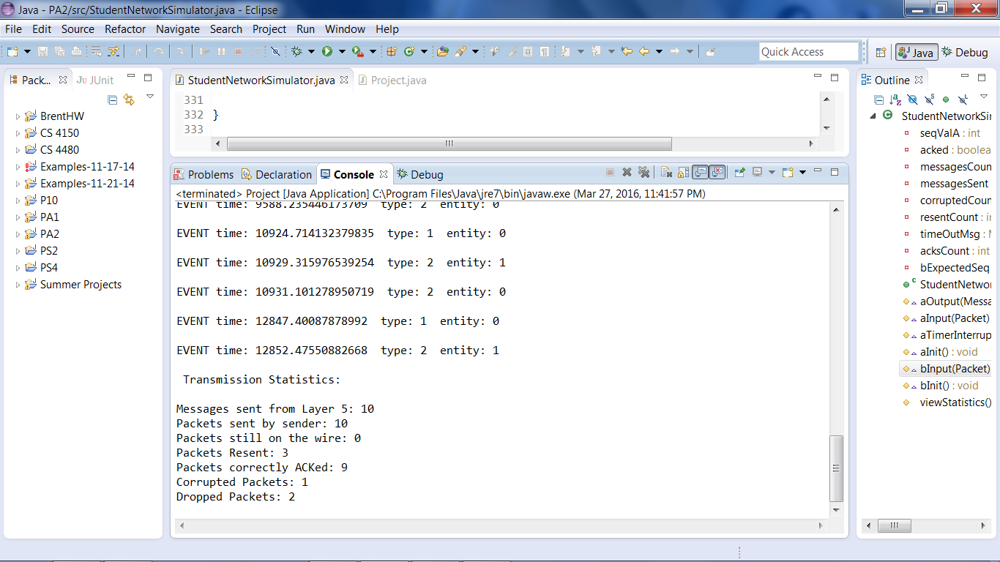 Java - PA2/src/StudentNetworkSimulator.java - Eclipse
File Edit Source Refactor Navigate Search Project Run Window Help
Quick Access Java Debug
Pack... JUnit
BrentHW
CS 4150
CS 4480
Examples-11-17-14
Examples-11-21-14
P10
PA1
PA2
PS2
PS4
Summer Projects
StudentNetworkSimulator.java Project.java
331
332 }
333
Problems Declaration Console Debug
<terminated> Project [Java Application] C:\Program Files\Java\jre7\bin\javaw.exe (Mar 27, 2016, 11:41:57 PM)
EVENT time: 9588.235446173709 type: 2 entity: 0
EVENT time: 10924.714132379835 type: 1 entity: 0
EVENT time: 10929.315976539254 type: 2 entity: 1
EVENT time: 10931.101278950719 type: 2 entity: 0
EVENT time: 12847.40087878992 type: 1 entity: 0
EVENT time: 12852.47550882668 type: 2 entity: 1
Transmission Statistics:
Messages sent from Layer 5: 10
Packets sent by sender: 10
Packets still on the wire: 0
Packets Resent: 3
Packets correctly ACKed: 9
Corrupted Packets: 1
Dropped Packets: 2
Outline
StudentNetworkSi
seqValA : int
acked : boolea
messagesCoun
messagesSent
corruptedCoun
resentCount : i
timeOutMsg : M
acksCount : int
bExpectedSeq
StudentNetwor
aOutput(Messa
aInput(Packet)
aTimerInterrup
aInit() : void
bInput(Packet)
bInit() : void
viewStatistics()